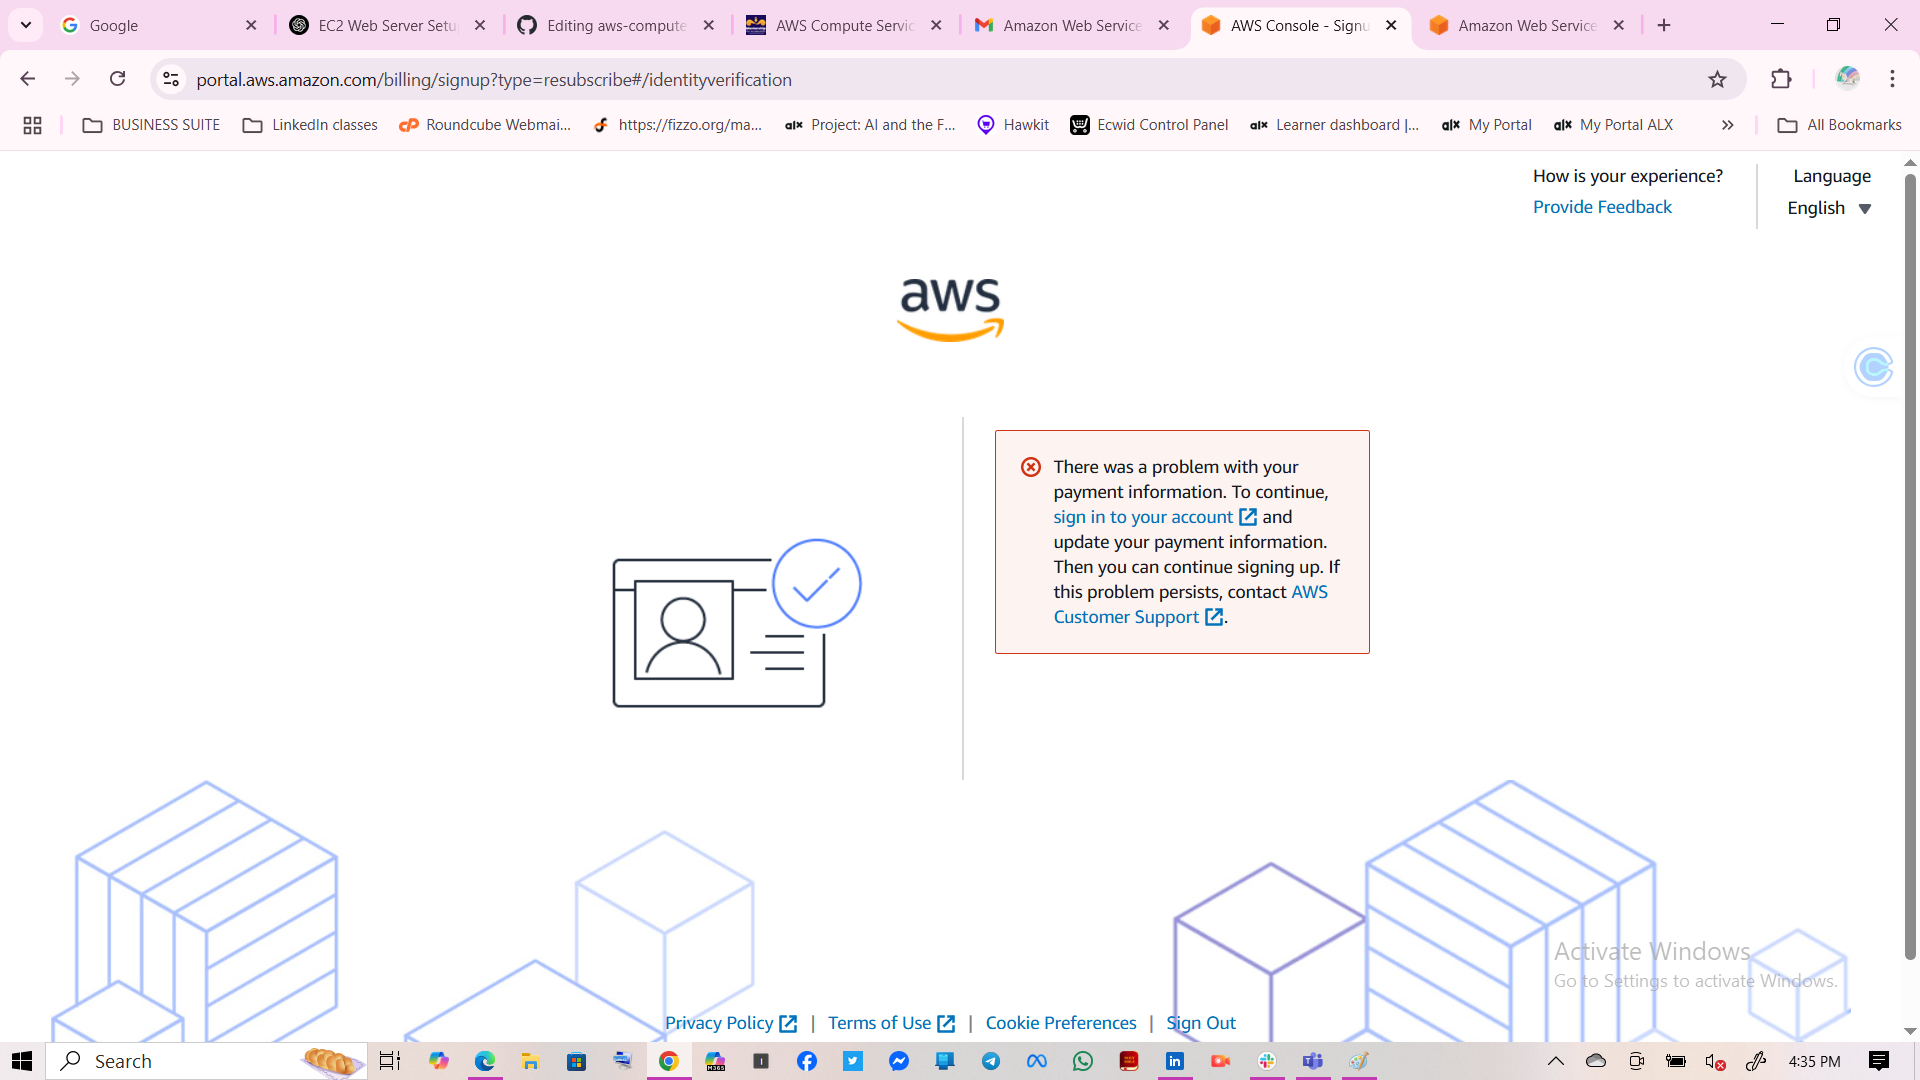 Google
EC2 Web Server Setu
Editing aws-compute
AWS Compute Servic
Amazon Web Service
AWS Console - Signu
Amazon Web Service
portal.aws.amazon.com/billing/signup?type=resubscribe#/identityverification
BUSINESS SUITE
LinkedIn classes
Roundcube Webmai...
https://fizzo.org/ma...
alx Project: AI and the F...
Hawkit
Ecwid Control Panel
alx Learner dashboard |...
alx My Portal
alx My Portal ALX
All Bookmarks
How is your experience?
Provide Feedback
Language
English
aws
There was a problem with your
payment information. To continue,
sign in to your account and
update your payment information.
Then you can continue signing up. If
this problem persists, contact AWS
Customer Support.
Activate Windows
Go to Settings to activate Windows.
Privacy Policy | Terms of Use | Cookie Preferences | Sign Out
Search
4:35 PM